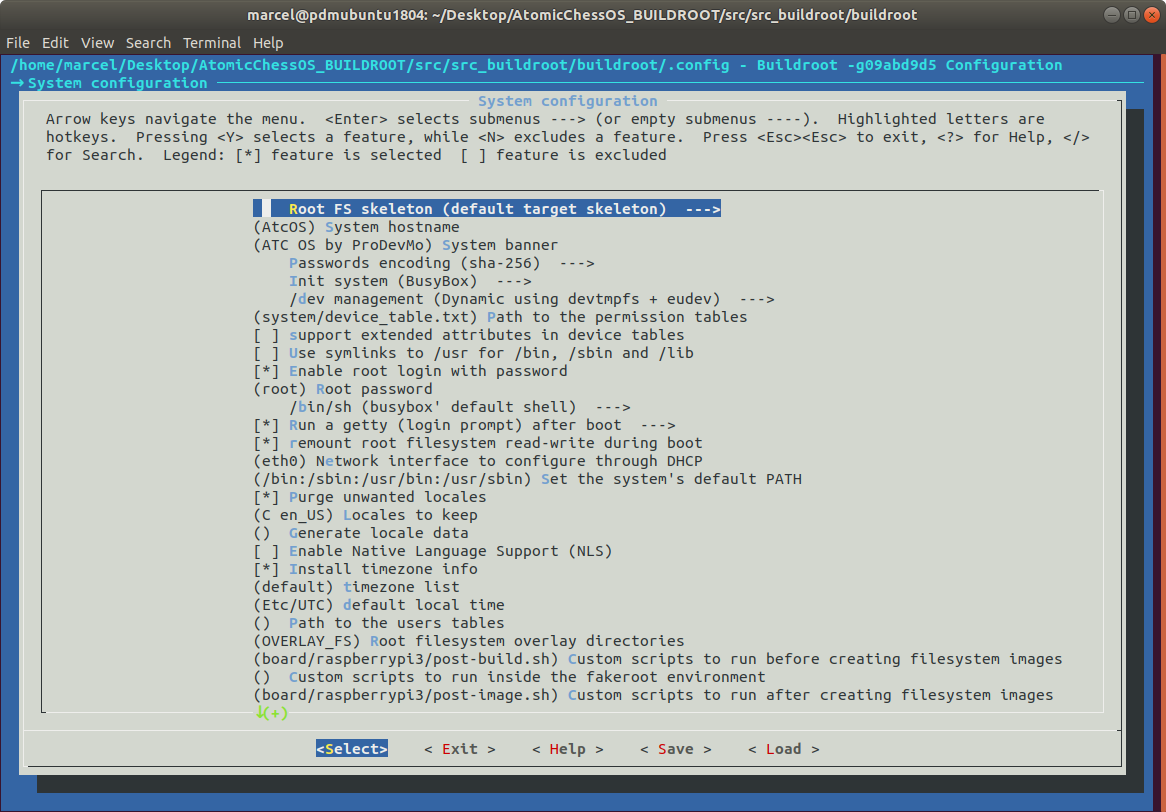 marcel@pdmubuntu1804: ~/Desktop/AtomicChessOS_BUILDROOT/src/src_buildroot/buildroot
File Edit View Search Terminal Help
/home/marcel/Desktop/AtomicChessOS_BUILDROOT/src/src_buildroot/buildroot/.config - Buildroot -g09abd9d5 Configuration
→ System configuration
System configuration
Arrow keys navigate the menu.  <Enter> selects submenus ---> (or empty submenus ----).  Highlighted letters are
hotkeys.  Pressing <Y> selects a feature, while <N> excludes a feature.  Press <Esc><Esc> to exit, <?> for Help, </>
for Search.  Legend: [*] feature is selected  [ ] feature is excluded
Root FS skeleton (default target skeleton)  --->
(AtcOS) System hostname
(ATC OS by ProDevMo) System banner
Passwords encoding (sha-256)  --->
Init system (BusyBox)  --->
/dev management (Dynamic using devtmpfs + eudev)  --->
(system/device_table.txt) Path to the permission tables
[ ] support extended attributes in device tables
[ ] Use symlinks to /usr for /bin, /sbin and /lib
[*] Enable root login with password
(root) Root password
/bin/sh (busybox' default shell)  --->
[*] Run a getty (login prompt) after boot  --->
[*] remount root filesystem read-write during boot
(eth0) Network interface to configure through DHCP
(/bin:/sbin:/usr/bin:/usr/sbin) Set the system's default PATH
[*] Purge unwanted locales
(C en_US) Locales to keep
()  Generate locale data
[ ] Enable Native Language Support (NLS)
[*] Install timezone info
(default) timezone list
(Etc/UTC) default local time
()  Path to the users tables
(OVERLAY_FS) Root filesystem overlay directories
(board/raspberrypi3/post-build.sh) Custom scripts to run before creating filesystem images
()  Custom scripts to run inside the fakeroot environment
(board/raspberrypi3/post-image.sh) Custom scripts to run after creating filesystem images
↓(+)
<Select>    < Exit >    < Help >    < Save >    < Load >